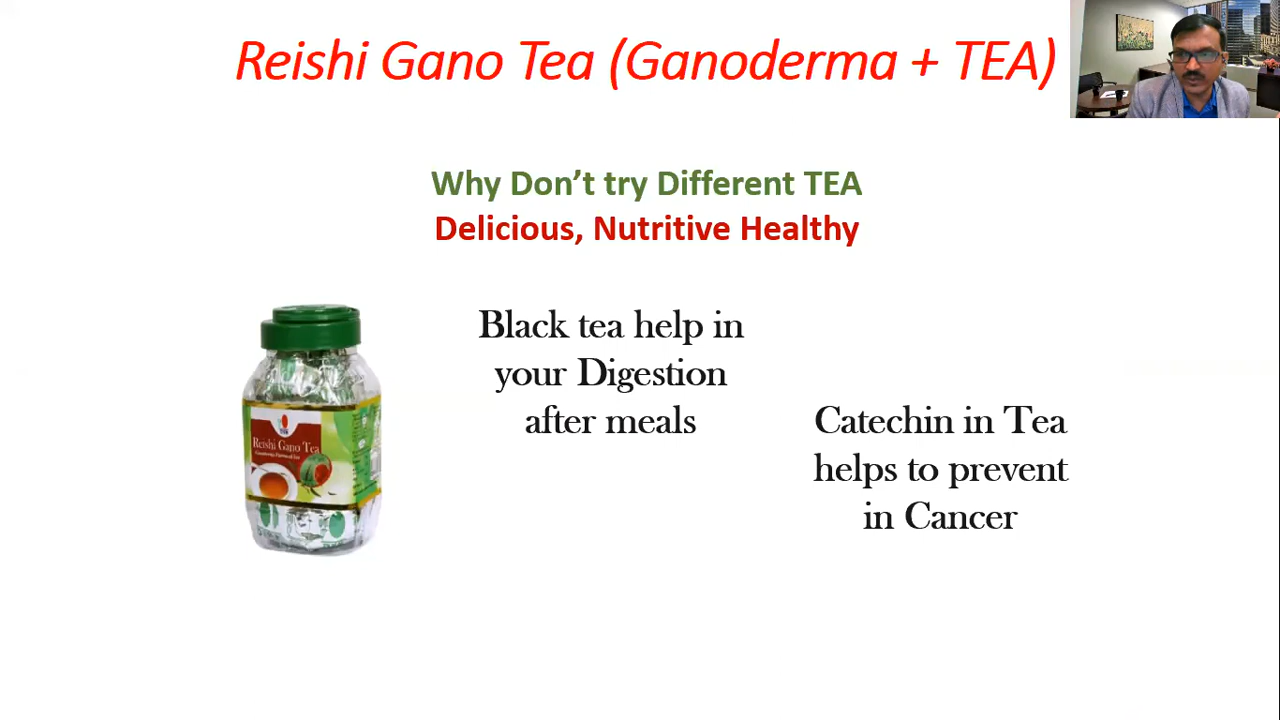 Reishi Gano Tea (Ganoderma + TEA)
Why Don’t try Different TEA
Delicious, Nutritive Healthy
Black tea help in
your Digestion
after meals
Catechin in Tea
helps to prevent
in Cancer
Reishi Gano Tea